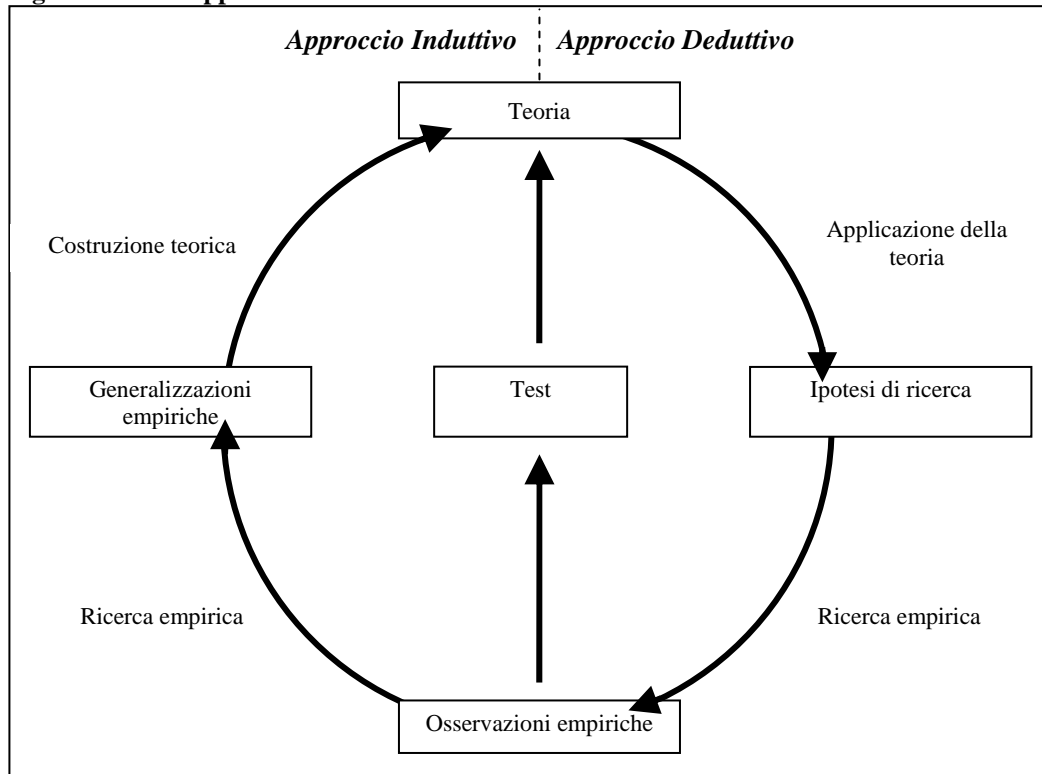 Approccio Induttivo Approccio Deduttivo
Teoria
Costruzione teorica
Applicazione della
teoria
Generalizzazioni
empiriche
Test
Ipotesi di ricerca
Ricerca empirica
Ricerca empirica
Osservazioni empiriche